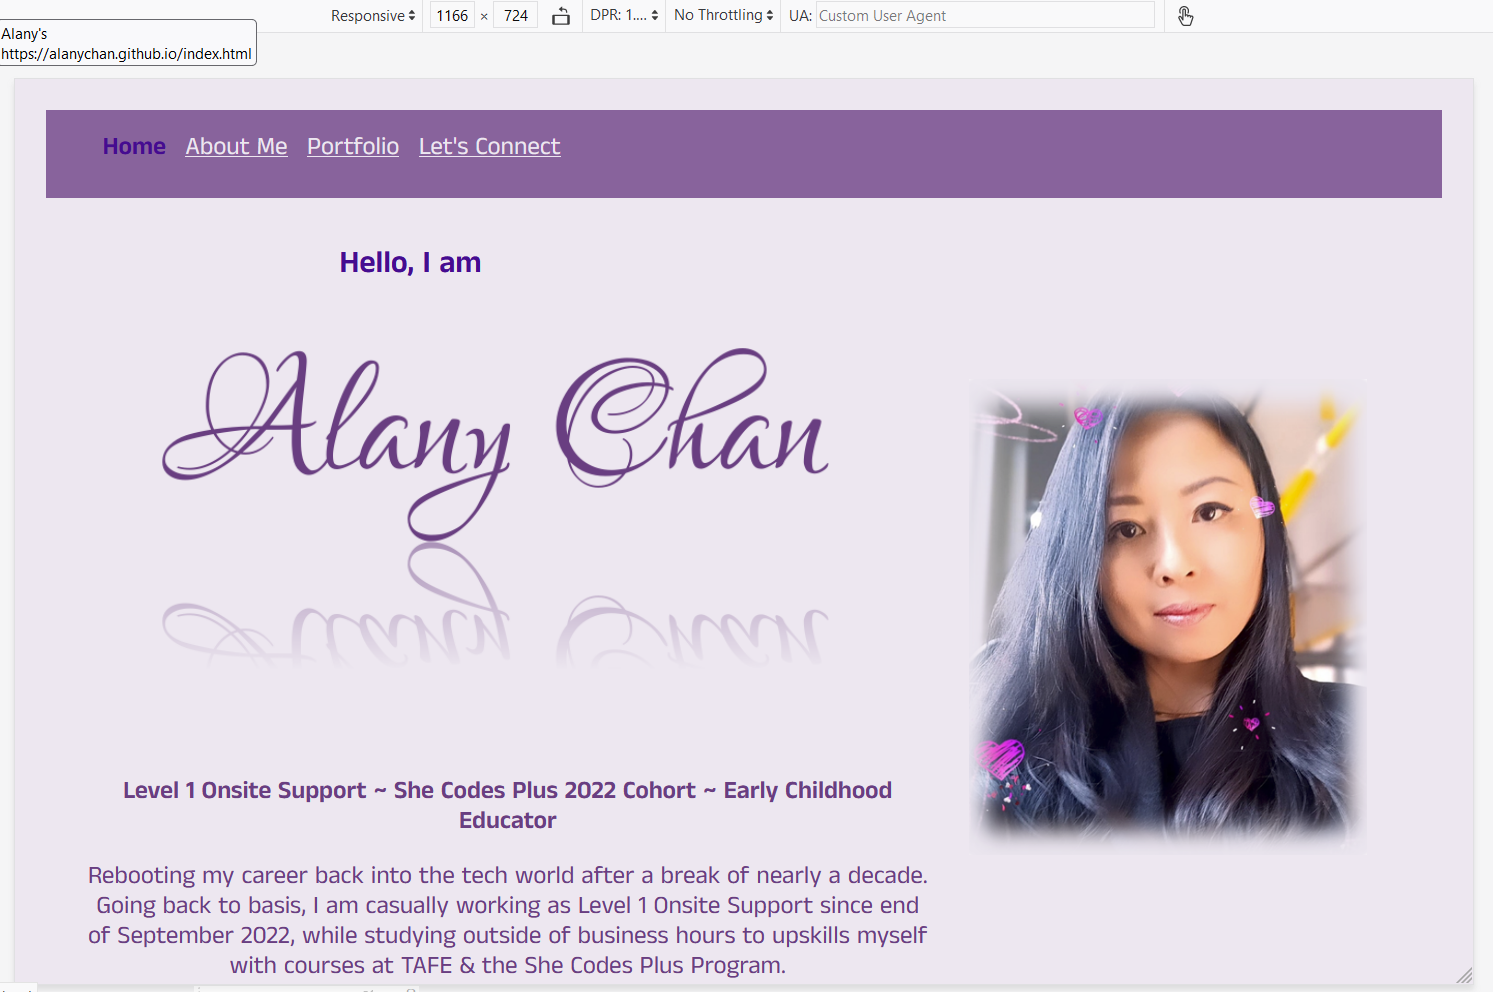 Responsive 1166 × 724 DPR: 1.... No Throttling UA: Custom User Agent
Alany's
https://alanychan.github.io/index.html
Home About Me Portfolio Let's Connect
Hello, I am
Alany Chan
Level 1 Onsite Support ~ She Codes Plus 2022 Cohort ~ Early Childhood
Educator
Rebooting my career back into the tech world after a break of nearly a decade.
Going back to basis, I am casually working as Level 1 Onsite Support since end
of September 2022, while studying outside of business hours to upskills myself
with courses at TAFE & the She Codes Plus Program.